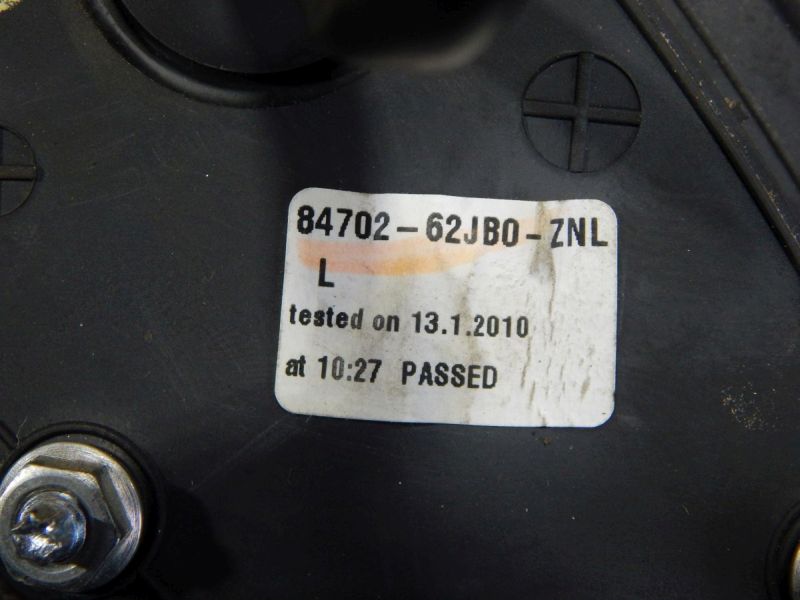 84702-62JB0-ZNL
L
tested on 13.1.2010
at 10:27 PASSED